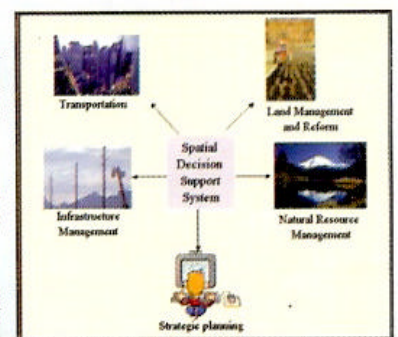 Transportation
Land Management
and Reform
Spatial
Decision
Support
System
Infrastructure
Management
Natural Resource
Management
Strategic planning